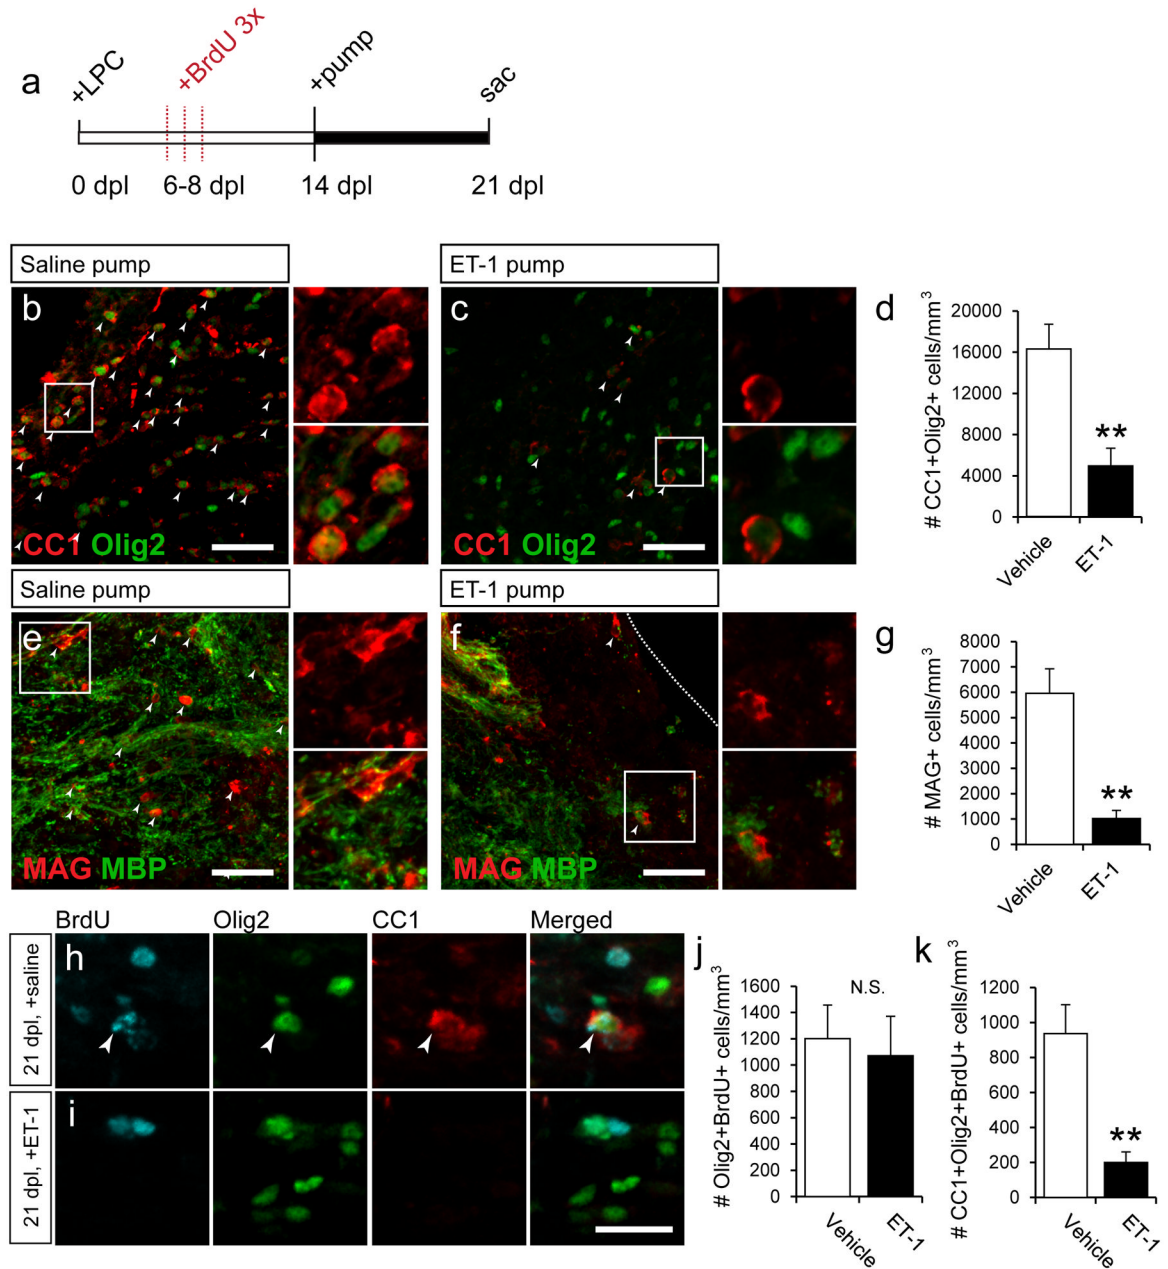 a
+LPC
+BrdU 3x
+pump
sac
0 dpl
6-8 dpl
14 dpl
21 dpl
Saline pump
ET-1 pump
b
CC1 Olig2
c
CC1 Olig2
d
# CC1+Olig2+ cells/mm³
20000
16000
12000
8000
4000
0
**
Vehicle
ET-1
Saline pump
ET-1 pump
e
MAG MBP
f
MAG MBP
g
# MAG+ cells/mm³
8000
7000
6000
5000
4000
3000
2000
1000
0
**
Vehicle
ET-1
BrdU
Olig2
CC1
Merged
21 dpl, +saline
h
21 dpl, +ET-1
i
j
# Olig2+BrdU+ cells/mm³
1600
1400
1200
1000
800
600
400
200
0
N.S.
Vehicle
ET-1
k
# CC1+Olig2+BrdU+ cells/mm³
1200
1000
800
600
400
200
0
**
Vehicle
ET-1